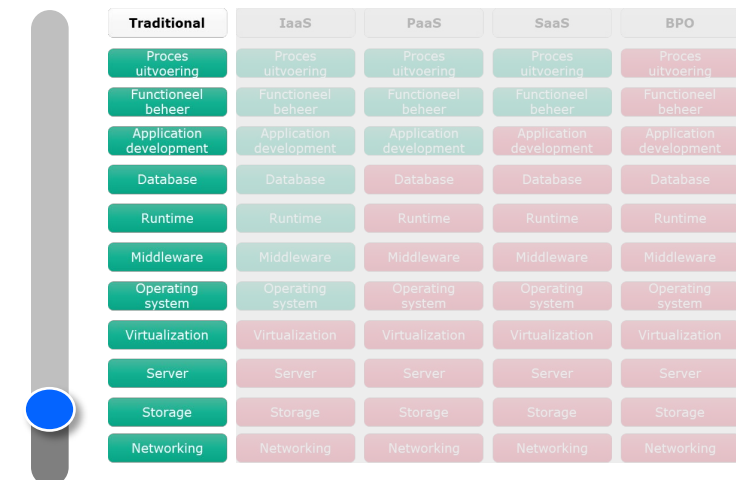 Traditional IaaS PaaS SaaS BPO
Proces Proces Proces Proces Proces
uitvoering uitvoering uitvoering uitvoering uitvoering
Functioneel Functioneel Functioneel Functioneel Functioneel
beheer beheer beheer beheer beheer
Application Application Application Application Application
development development development development development
Database Database Database Database Database
Runtime Runtime Runtime Runtime Runtime
Middleware Middleware Middleware Middleware Middleware
Operating Operating Operating Operating Operating
system system system system system
Virtualization Virtualization Virtualization Virtualization Virtualization
Server Server Server Server Server
Storage Storage Storage Storage Storage
Networking Networking Networking Networking Networking